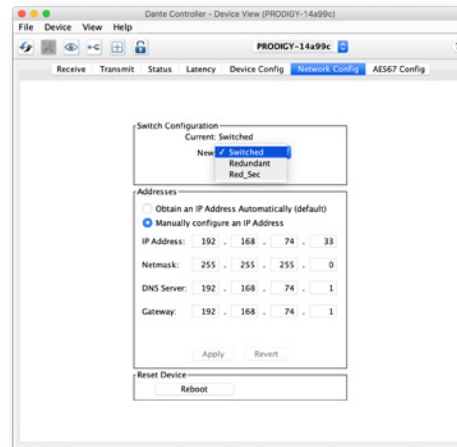 Dante Controller - Device View (PRODIGY-14a99c)
File Device View Help
PRODIGY-14a99c
Receive Transmit Status Latency Device Config Network Config AES67 Config
Switch Configuration
Current: Switched
New: ✓ Switched
Redundant
Red_Sec
Addresses
Obtain an IP Address Automatically (default)
Manually configure an IP Address
IP Address: 192 . 168 . 74 . 33
Netmask: 255 . 255 . 255 . 0
DNS Server: 192 . 168 . 74 . 1
Gateway: 192 . 168 . 74 . 1
Apply Revert
Reset Device
Reboot